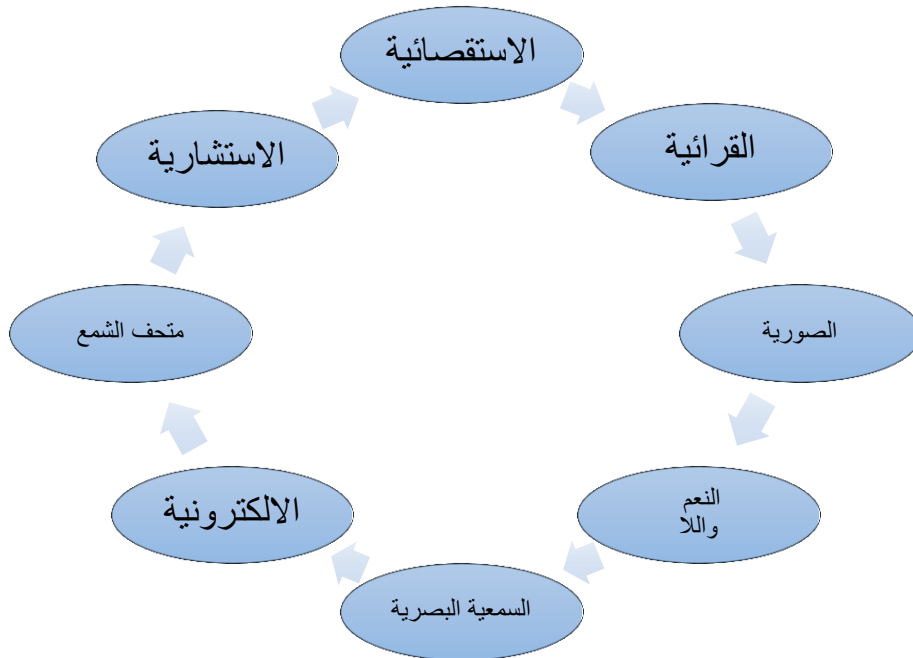 الاستقصائية
القرائية
الصورية
النعم
واللا
السمعية البصرية
الالكترونية
متحف الشمع
الاستشارية